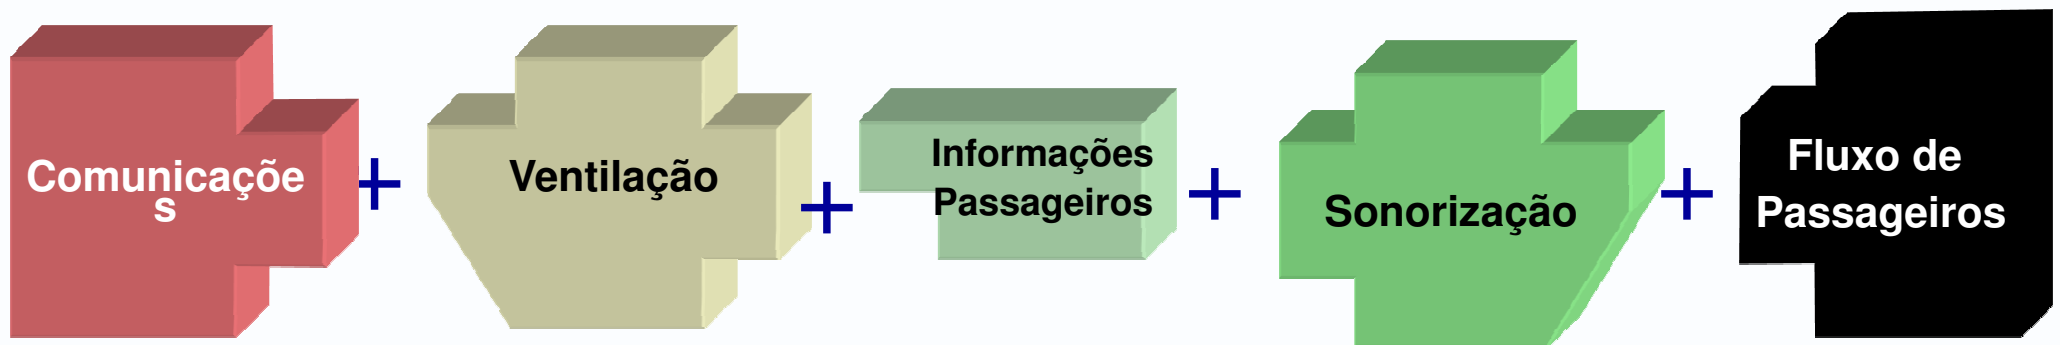 Comunicaçõe
s
+
Ventilação
+
Informações
Passageiros
+
Sonorização
+
Fluxo de
Passageiros